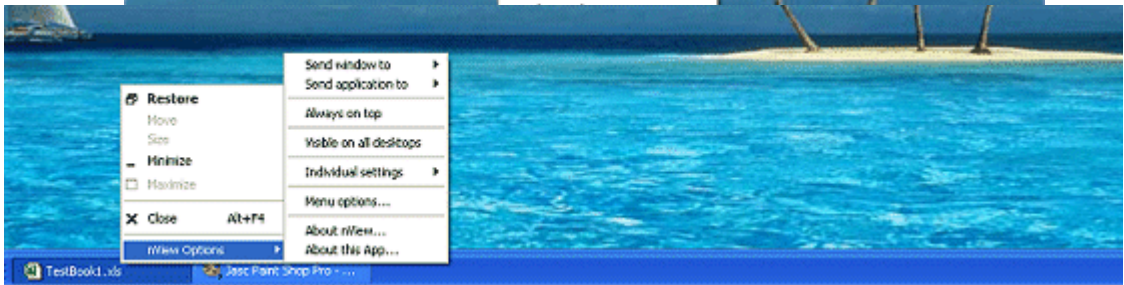 Restore
Move
Size
Minimize
Maximize
Close Alt+F4
nView Options
Send window to
Send application to
Always on top
Visible on all desktops
Individual settings
Menu options...
About nView...
About this App...
TestBook1.xls
Jasc Paint Shop Pro - ...